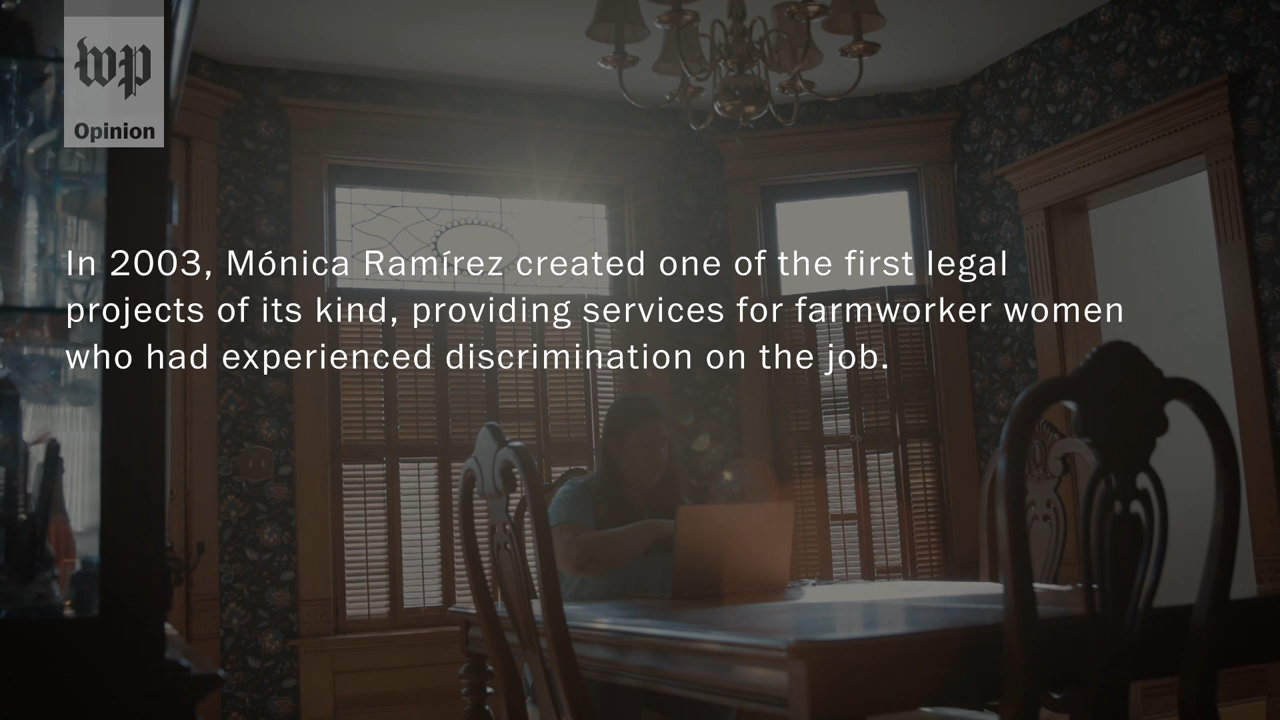 wp
Opinion
In 2003, Mónica Ramírez created one of the first legal
projects of its kind, providing services for farmworker women
who had experienced discrimination on the job.